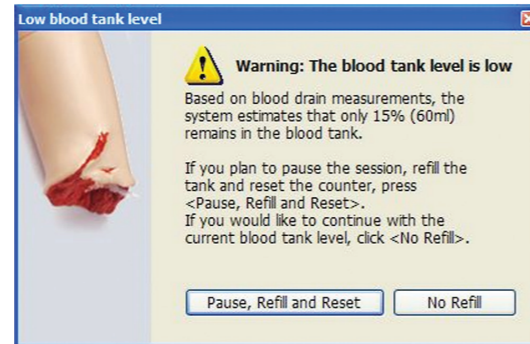 Low blood tank level
Warning: The blood tank level is low
Based on blood drain measurements, the
system estimates that only 15% (60ml)
remains in the blood tank.
If you plan to pause the session, refill the
tank and reset the counter, press
<Pause, Refill and Reset>.
If you would like to continue with the
current blood tank level, click <No Refill>.
Pause, Refill and Reset
No Refill